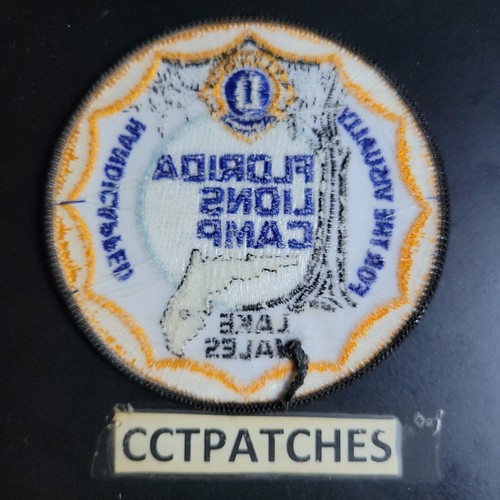 FLORIDA
LIONS
CAMP
LAKE
WALES
FOR THE VISUALLY
HANDICAPPED
CCTPATCHES